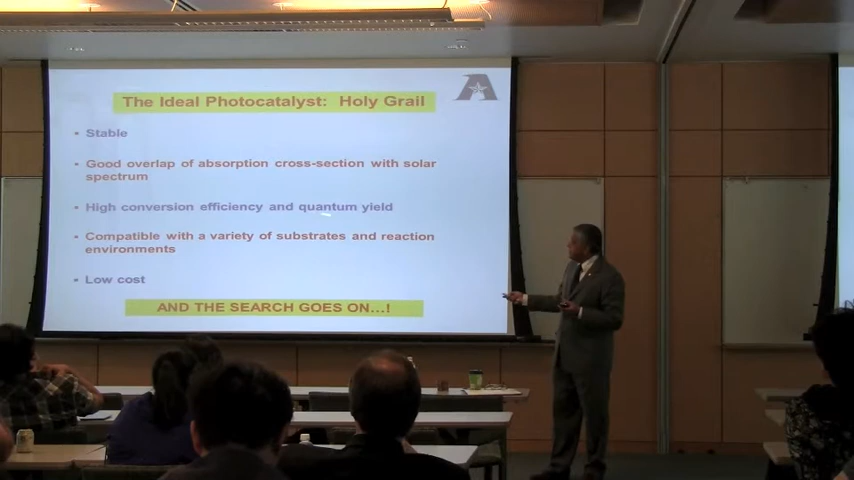 The Ideal Photocatalyst: Holy Grail
A
• Stable
• Good overlap of absorption cross-section with solar
spectrum
• High conversion efficiency and quantum yield
• Compatible with a variety of substrates and reaction
environments
• Low cost
AND THE SEARCH GOES ON...!